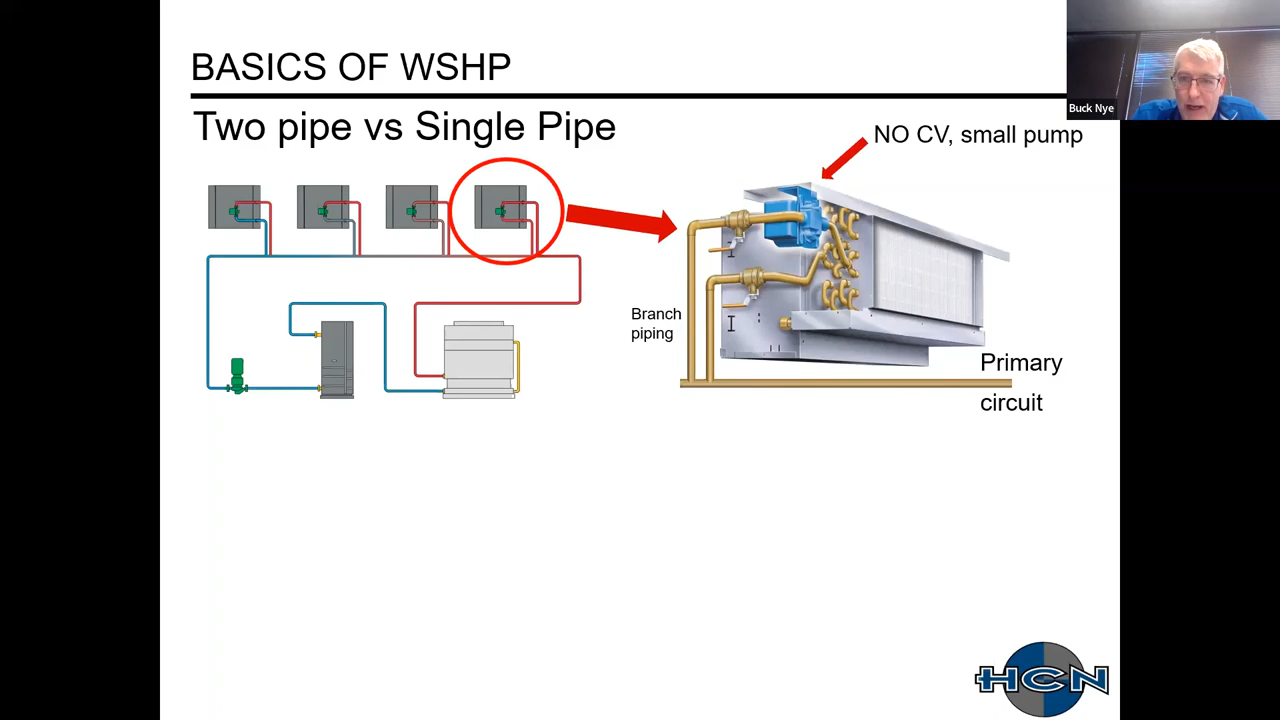 BASICS OF WSHP
Buck Nye
Two pipe vs Single Pipe
NO CV, small pump
Branch
piping
Primary
circuit
HCN